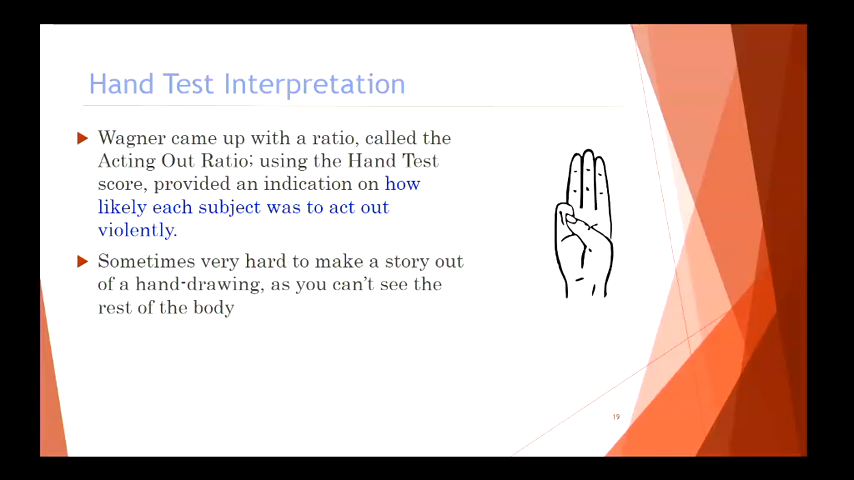 Hand Test Interpretation
Wagner came up with a ratio, called the
Acting Out Ratio; using the Hand Test
score, provided an indication on how
likely each subject was to act out
violently.
Sometimes very hard to make a story out
of a hand-drawing, as you can't see the
rest of the body
19